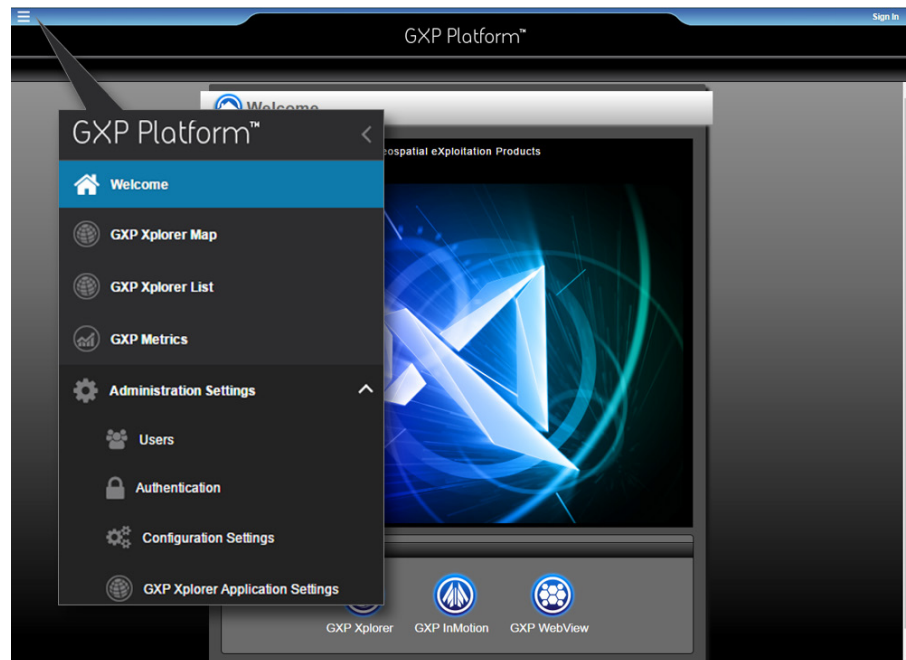 Sign In
GXP Platform™
Welcome
GXP Platform™
eospatial eXploitation Products
Welcome
GXP Xplorer Map
GXP Xplorer List
GXP Metrics
Administration Settings
Users
Authentication
Configuration Settings
GXP Xplorer Application Settings
GXP Xplorer GXP InMotion GXP WebView